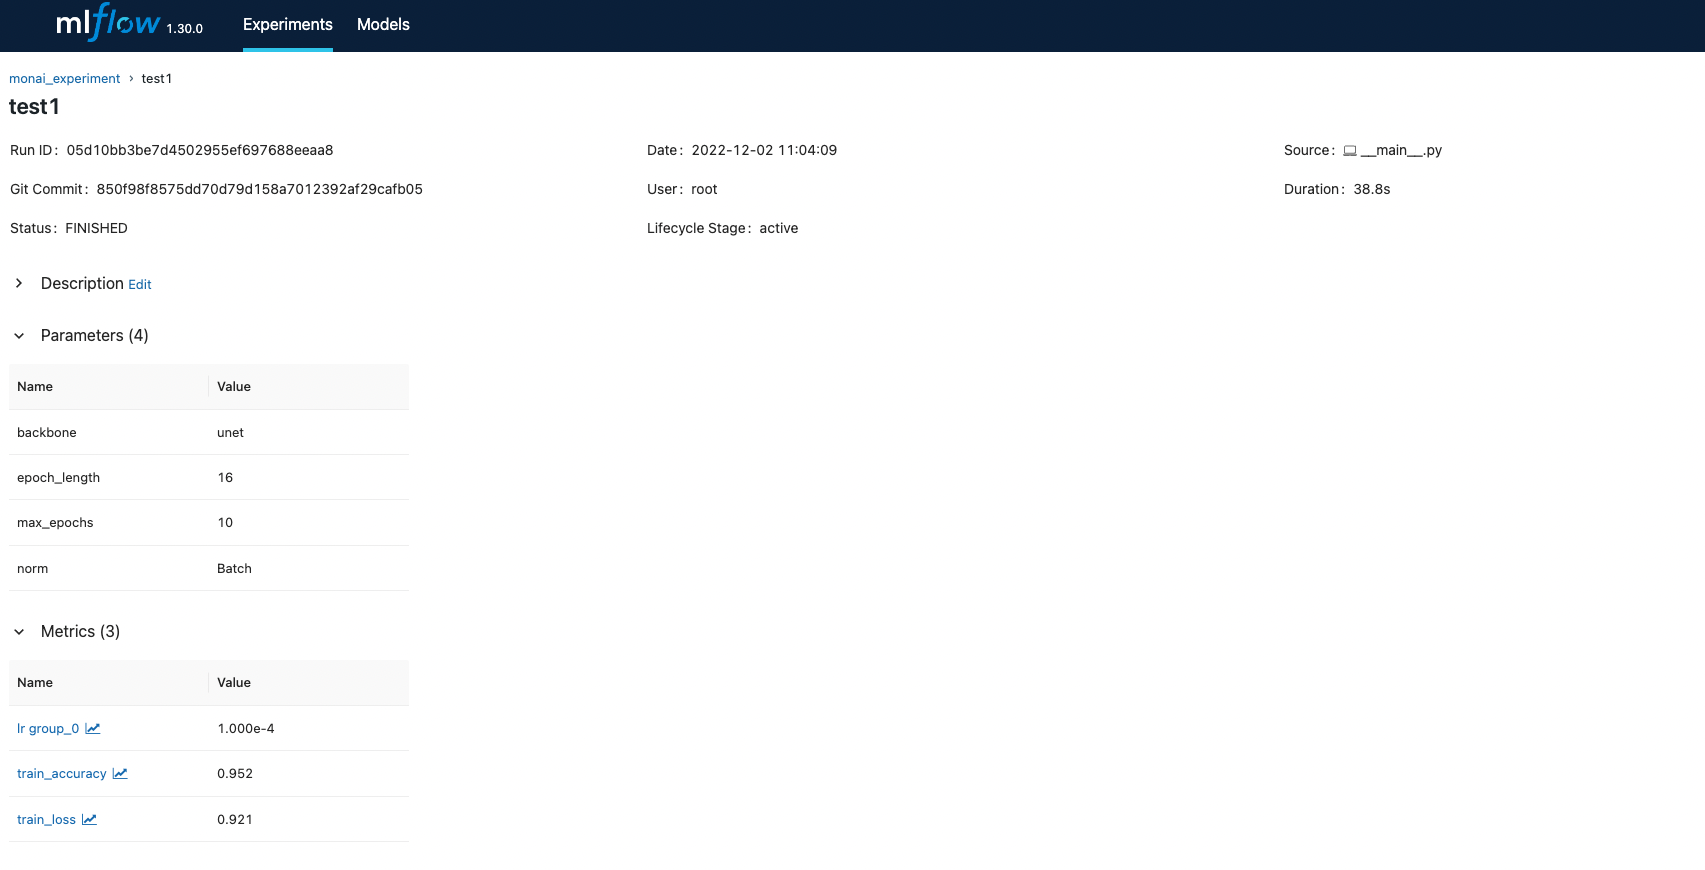 mlflow 1.30.0 Experiments Models
monai_experiment › test1
test1
Run ID: 05d10bb3be7d4502955ef697688eeaa8 Date: 2022-12-02 11:04:09 Source: __main__.py
Git Commit: 850f98f8575dd70d79d158a7012392af29cafb05 User: root Duration: 38.8s
Status: FINISHED Lifecycle Stage: active
Description Edit
Parameters (4)
Name Value
backbone unet
epoch_length 16
max_epochs 10
norm Batch
Metrics (3)
Name Value
lr group_0 1.000e-4
train_accuracy 0.952
train_loss 0.921